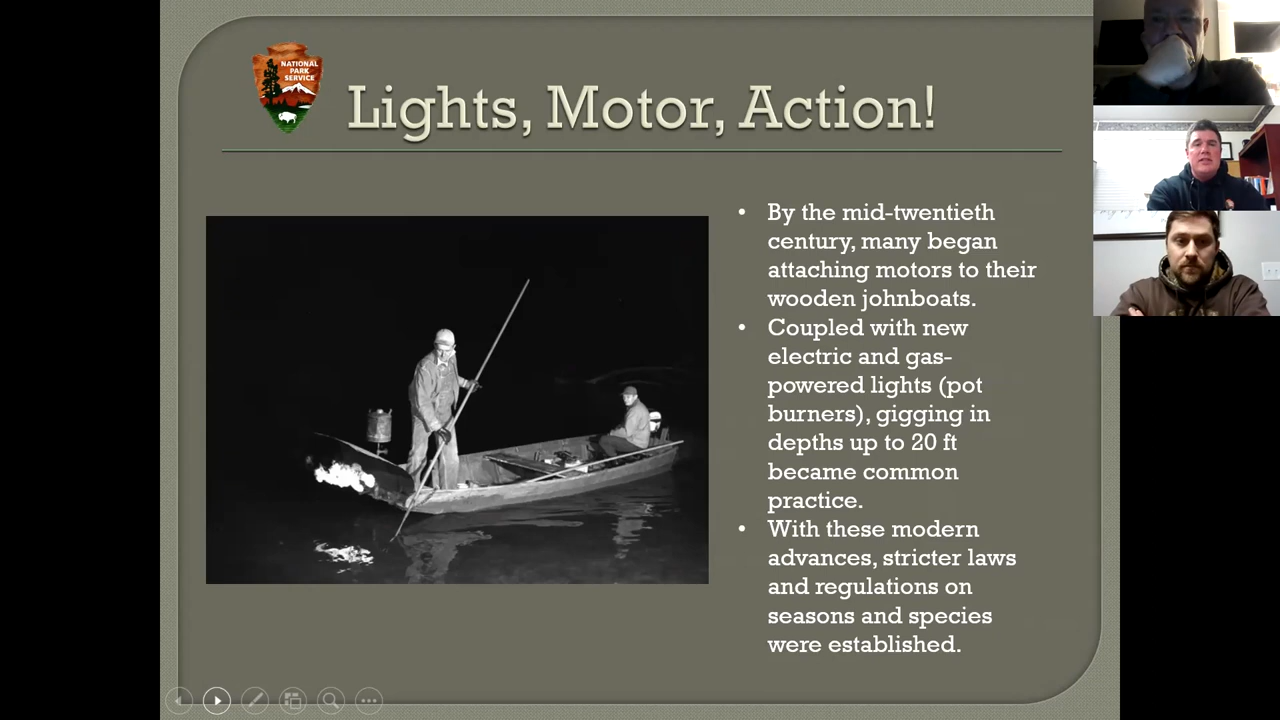 NATIONAL
PARK
SERVICE
Lights, Motor, Action!
• By the mid-twentieth
century, many began
attaching motors to their
wooden johnboats.
• Coupled with new
electric and gas-
powered lights (pot
burners), gigging in
depths up to 20 ft
became common
practice.
• With these modern
advances, stricter laws
and regulations on
seasons and species
were established.